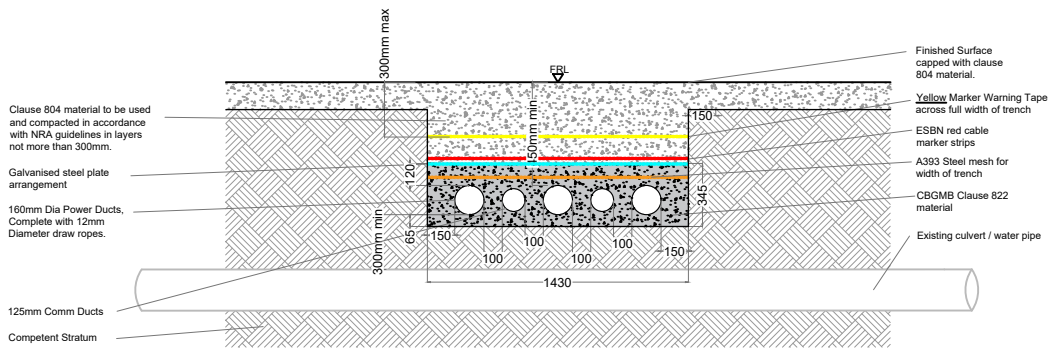 300mm max
FRL
450mm min
Finished Surface
capped with clause
804 material.
Clause 804 material to be used
and compacted in accordance
with NRA guidelines in layers
not more than 300mm.
Yellow Marker Warning Tape
across full width of trench
150
ESBN red cable
marker strips
Galvanised steel plate
arrangement
120
A393 Steel mesh for
width of trench
345
160mm Dia Power Ducts,
Complete with 12mm
Diameter draw ropes.
CBGMB Clause 822
material
300mm min
65
150
100
100
100
100
150
Existing culvert / water pipe
1430
125mm Comm Ducts
Competent Stratum